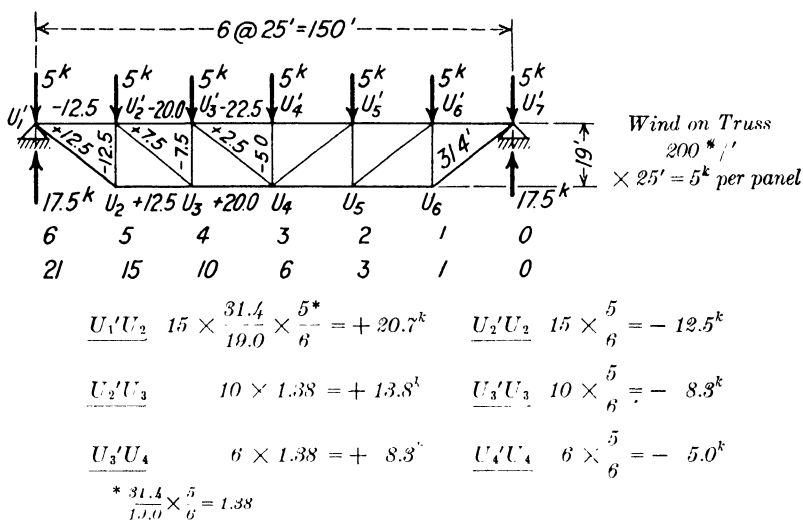 6 @ 25' = 150'
5k 5k 5k 5k 5k 5k 5k
U1' -12.5 U2' -20.0 U3' -22.5 U4' U5' U6' U7'
+12.5 -12.5 +7.5 -7.5 +2.5 -5.0 31.4' 19'
Wind on Truss
200 #/'
× 25' = 5k per panel
17.5k U2 +12.5 U3 +20.0 U4 U5 U6 17.5k
6 5 4 3 2 1 0
21 15 10 6 3 1 0
U1'U2 15 × 31.4/19.0 × 5*/6 = + 20.7k U2'U2 15 × 5/6 = − 12.5k
U2'U3 10 × 1.38 = + 13.8k U3'U3 10 × 5/6 = − 8.3k
U3'U4 6 × 1.38 = + 8.3k U4'U4 6 × 5/6 = − 5.0k
* 31.4/19.0 × 5/6 = 1.38